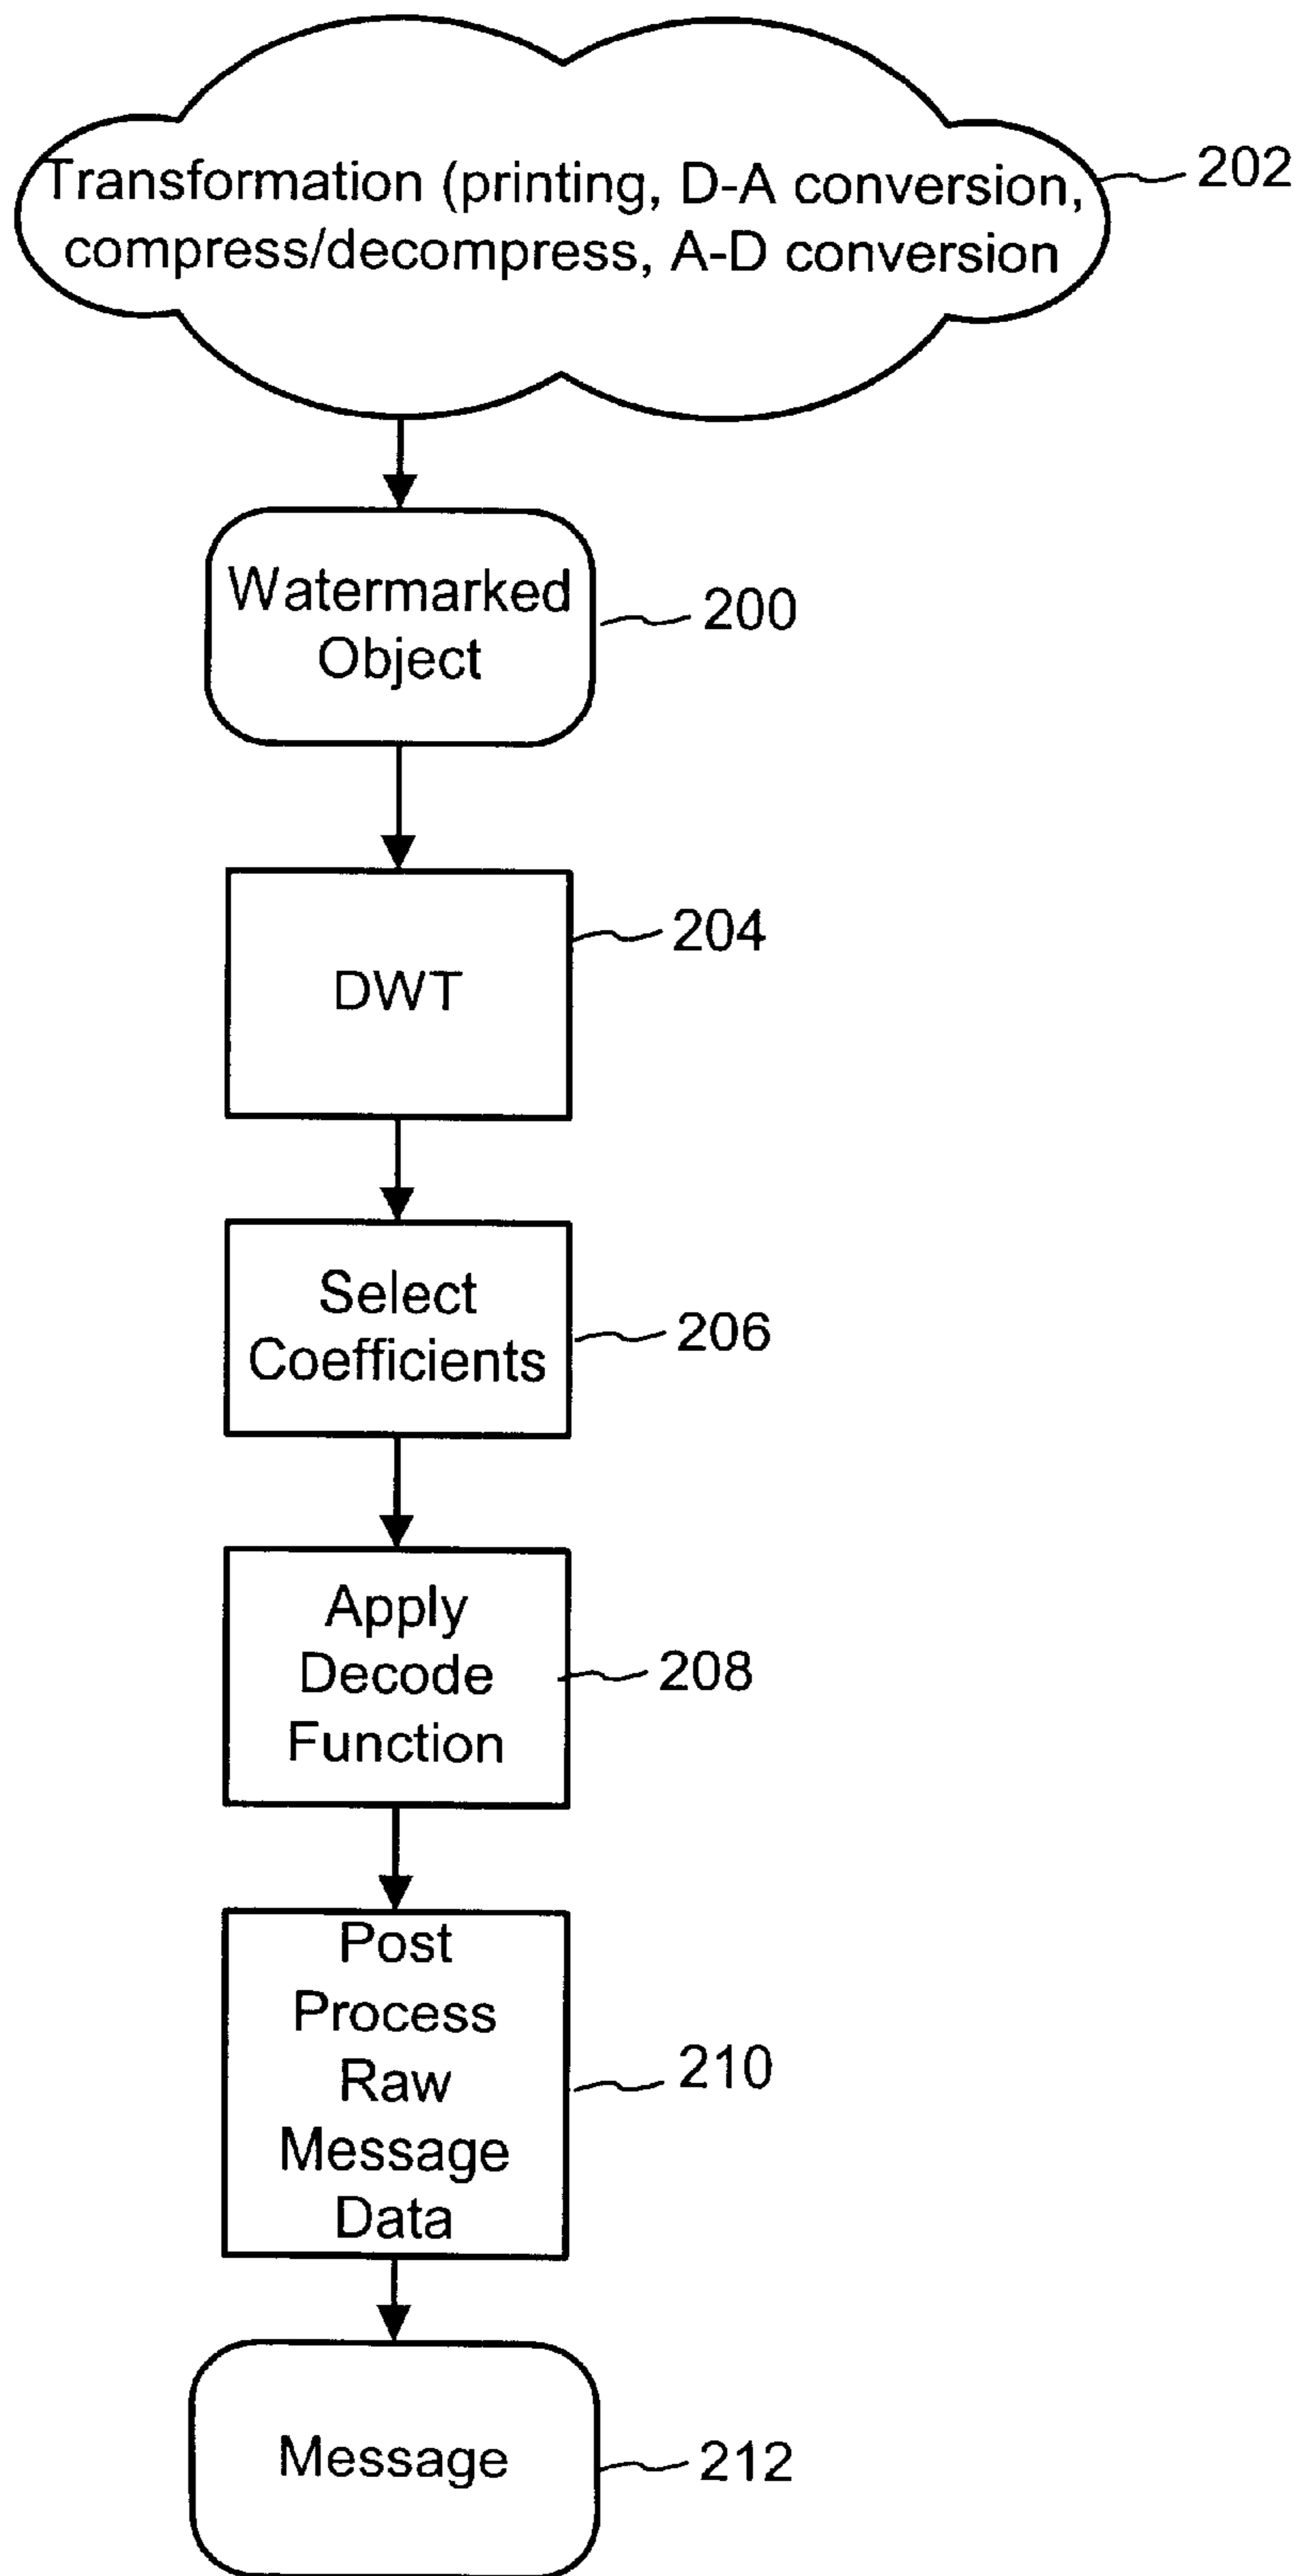 Transformation (printing, D-A conversion,
compress/decompress, A-D conversion
202
Watermarked
Object
200
DWT
204
Select
Coefficients
206
Apply
Decode
Function
208
Post
Process
Raw
Message
Data
210
Message
212